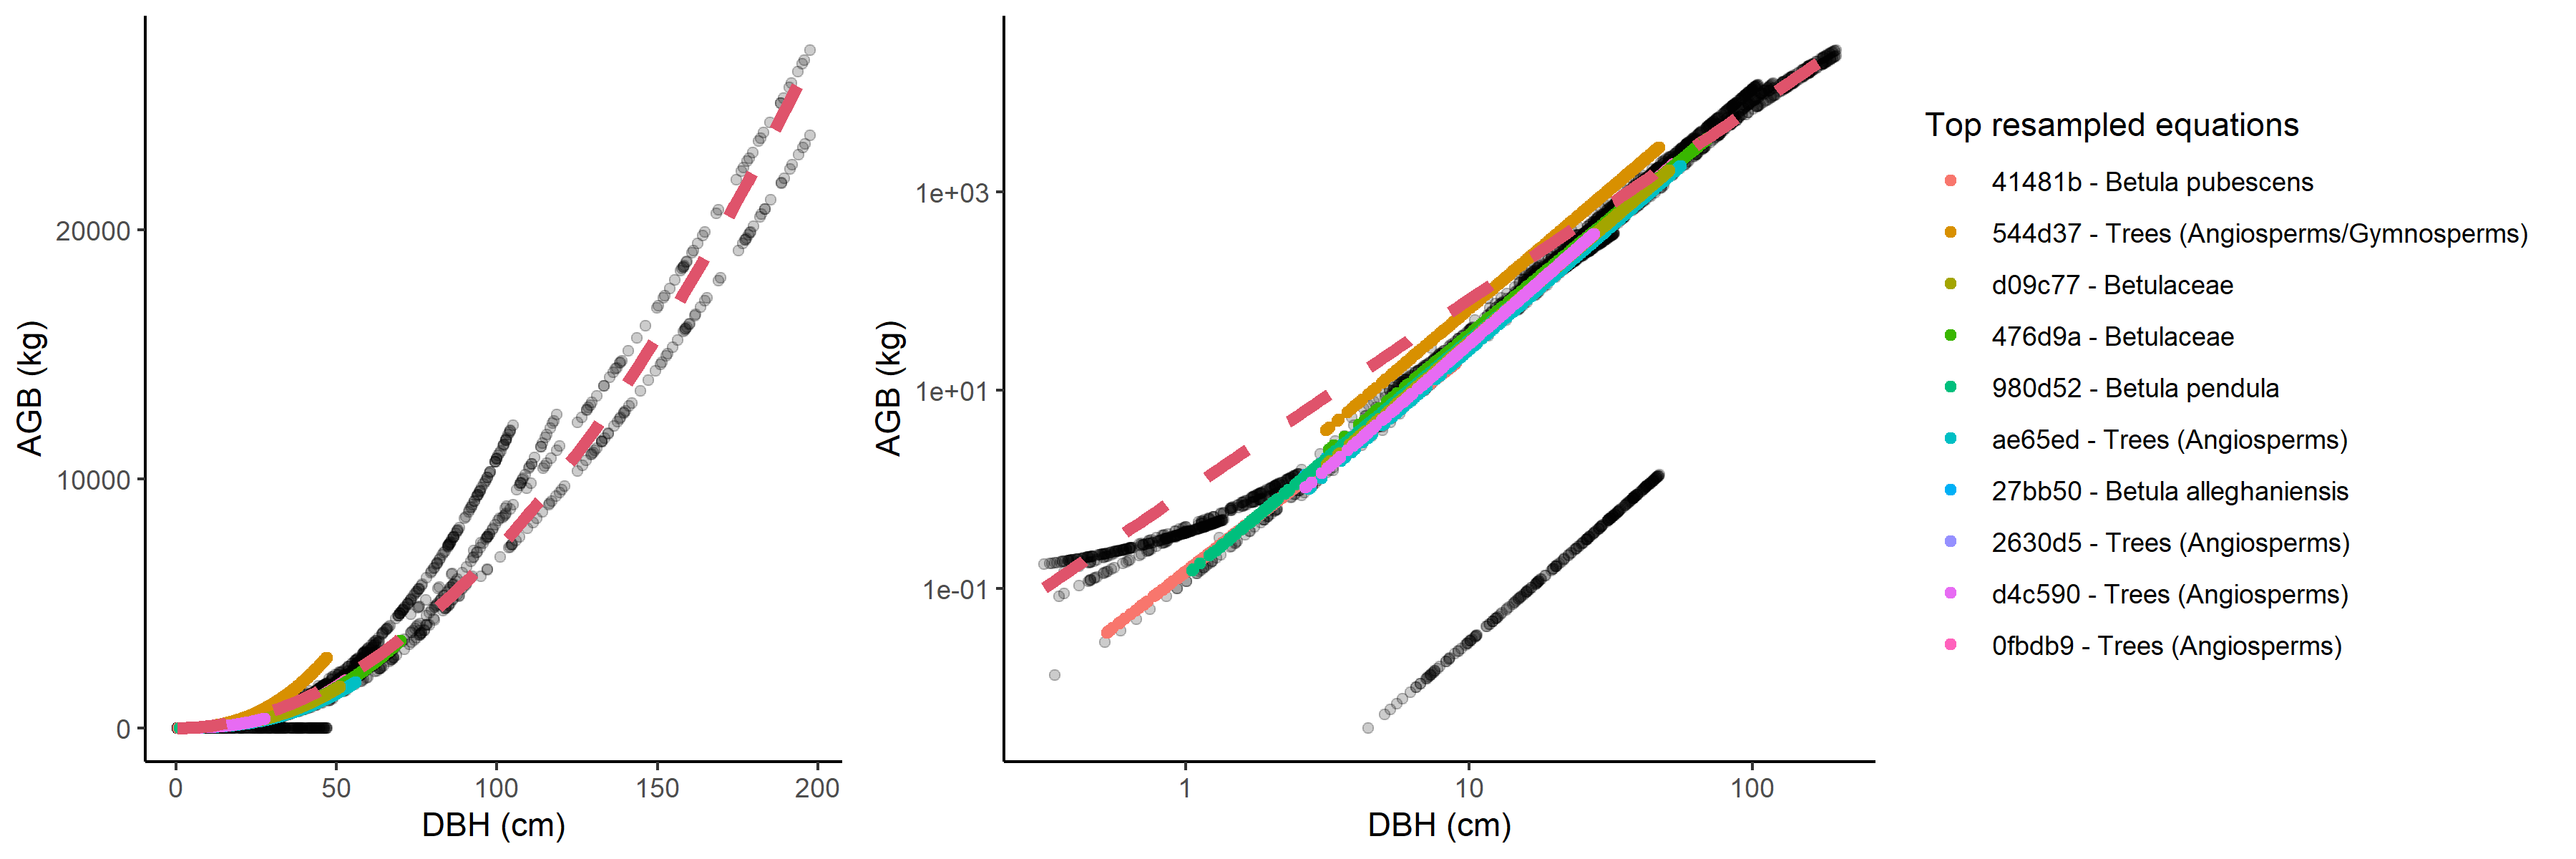 AGB (kg)
20000
10000
0
0 50 100 150 200
DBH (cm)
AGB (kg)
1e+03
1e+01
1e-01
1 10 100
DBH (cm)
Top resampled equations
41481b - Betula pubescens
544d37 - Trees (Angiosperms/Gymnosperms)
d09c77 - Betulaceae
476d9a - Betulaceae
980d52 - Betula pendula
ae65ed - Trees (Angiosperms)
27bb50 - Betula alleghaniensis
2630d5 - Trees (Angiosperms)
d4c590 - Trees (Angiosperms)
0fbdb9 - Trees (Angiosperms)